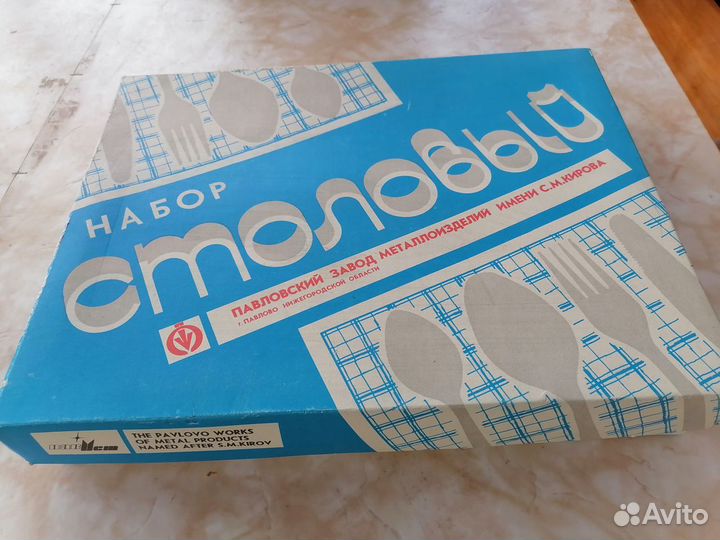 НАБОР
СТОЛОВЫЙ
ПАВЛОВСКИЙ ЗАВОД МЕТАЛЛОИЗДЕЛИЙ ИМЕНИ С.М.КИРОВА
г. ПАВЛОВО НИЖЕГОРОДСКОЙ ОБЛАСТИ
THE PAVLOVO WORKS
OF METAL PRODUCTS
NAMED AFTER S.M.KIROV
Avito